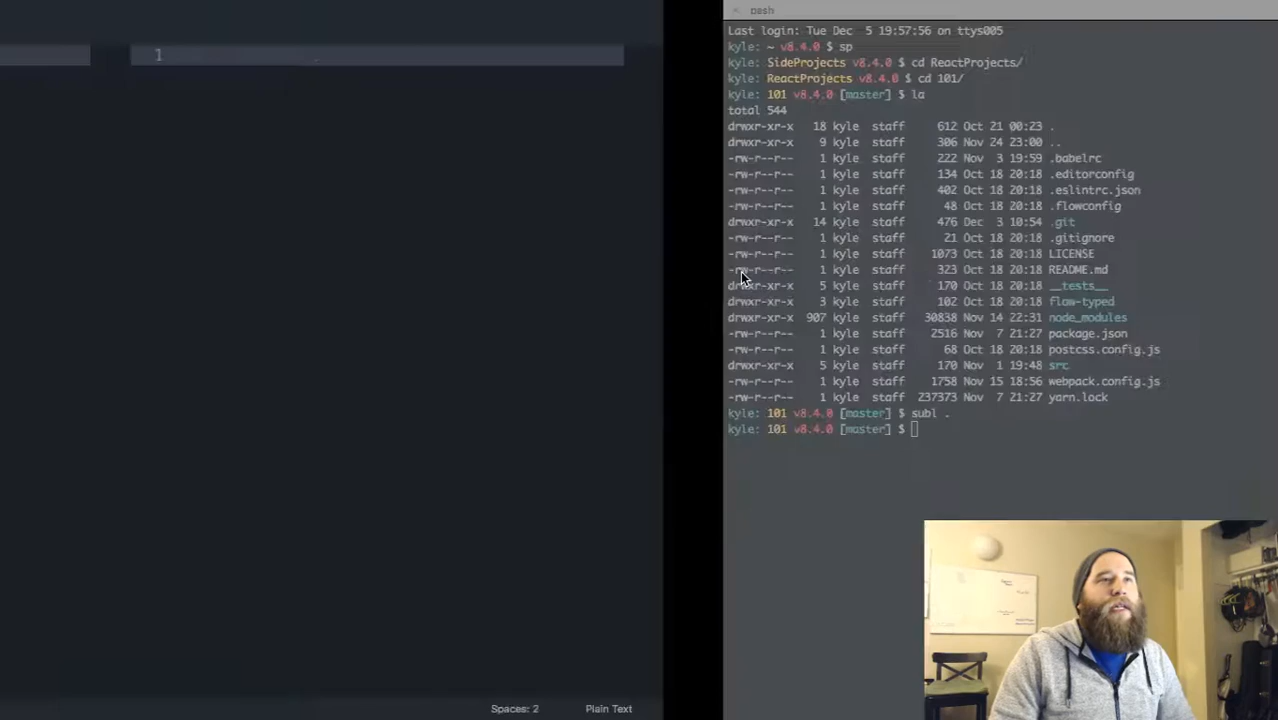 1
Spaces: 2 Plain Text
bash
Last login: Tue Dec  5 19:57:56 on ttys005
kyle: ~ v8.4.0 $ sp
kyle: SideProjects v8.4.0 $ cd ReactProjects/
kyle: ReactProjects v8.4.0 $ cd 101/
kyle: 101 v8.4.0 [master] $ la
total 544
drwxr-xr-x   18 kyle  staff     612 Oct 21 00:23 .
drwxr-xr-x    9 kyle  staff     306 Nov 24 23:00 ..
-rw-r--r--    1 kyle  staff     222 Nov  3 19:59 .babelrc
-rw-r--r--    1 kyle  staff     134 Oct 18 20:18 .editorconfig
-rw-r--r--    1 kyle  staff     402 Oct 18 20:18 .eslintrc.json
-rw-r--r--    1 kyle  staff      48 Oct 18 20:18 .flowconfig
drwxr-xr-x   14 kyle  staff     476 Dec  3 10:54 .git
-rw-r--r--    1 kyle  staff      21 Oct 18 20:18 .gitignore
-rw-r--r--    1 kyle  staff    1073 Oct 18 20:18 LICENSE
-rw-r--r--    1 kyle  staff     323 Oct 18 20:18 README.md
drwxr-xr-x    5 kyle  staff     170 Oct 18 20:18 __tests__
drwxr-xr-x    3 kyle  staff     102 Oct 18 20:18 flow-typed
drwxr-xr-x  907 kyle  staff   30838 Nov 14 22:31 node_modules
-rw-r--r--    1 kyle  staff    2516 Nov  7 21:27 package.json
-rw-r--r--    1 kyle  staff      68 Oct 18 20:18 postcss.config.js
drwxr-xr-x    5 kyle  staff     170 Nov  1 19:48 src
-rw-r--r--    1 kyle  staff    1758 Nov 15 18:56 webpack.config.js
-rw-r--r--    1 kyle  staff  237373 Nov  7 21:27 yarn.lock
kyle: 101 v8.4.0 [master] $ subl .
kyle: 101 v8.4.0 [master] $